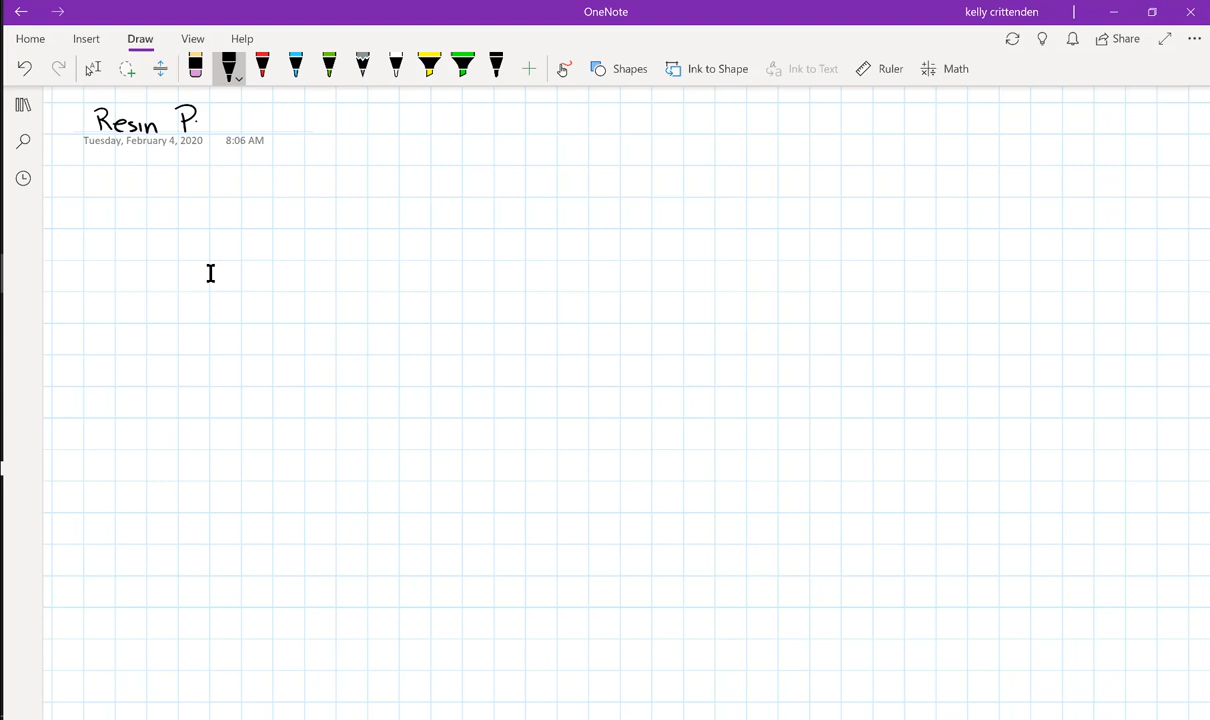 OneNote
kelly crittenden
Home Insert Draw View Help
Share
Shapes Ink to Shape Ink to Text Ruler Math
Resin P.
Tuesday, February 4, 2020 8:06 AM